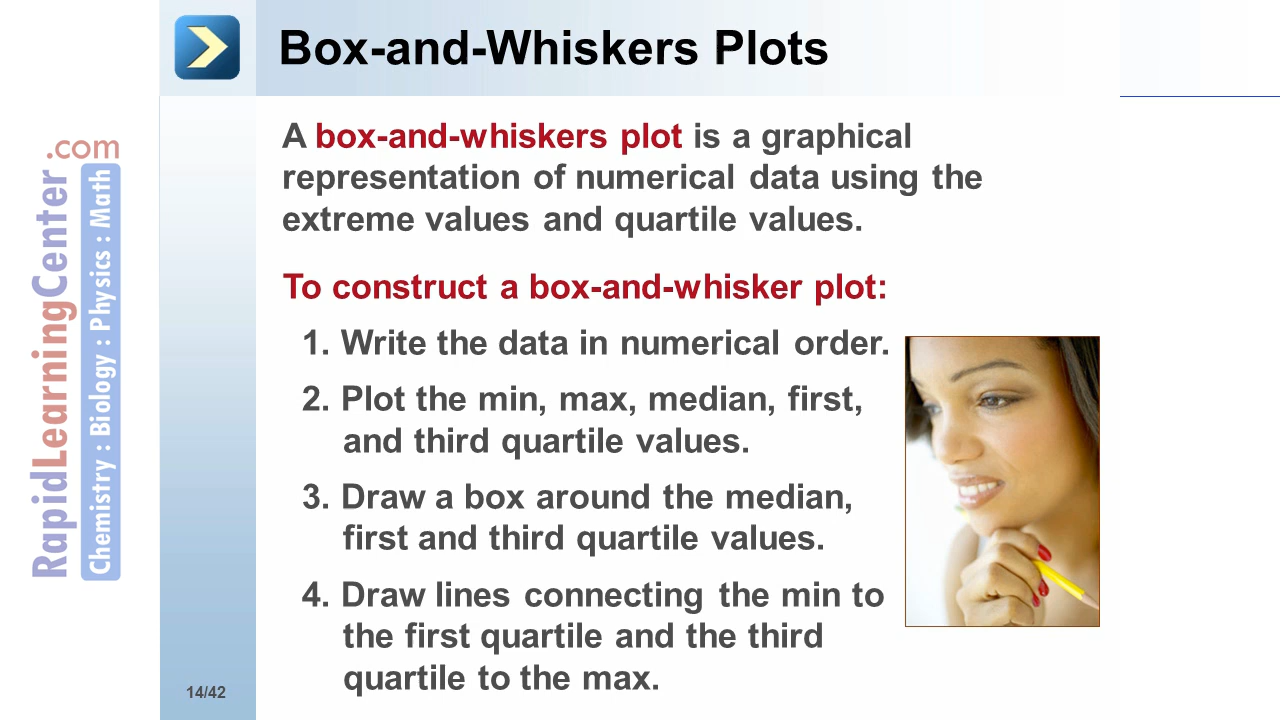 Box-and-Whiskers Plots
A box-and-whiskers plot is a graphical
representation of numerical data using the
extreme values and quartile values.
To construct a box-and-whisker plot:
1. Write the data in numerical order.
2. Plot the min, max, median, first,
and third quartile values.
3. Draw a box around the median,
first and third quartile values.
4. Draw lines connecting the min to
the first quartile and the third
quartile to the max.
RapidLearningCenter.com
Chemistry : Biology : Physics : Math
14/42